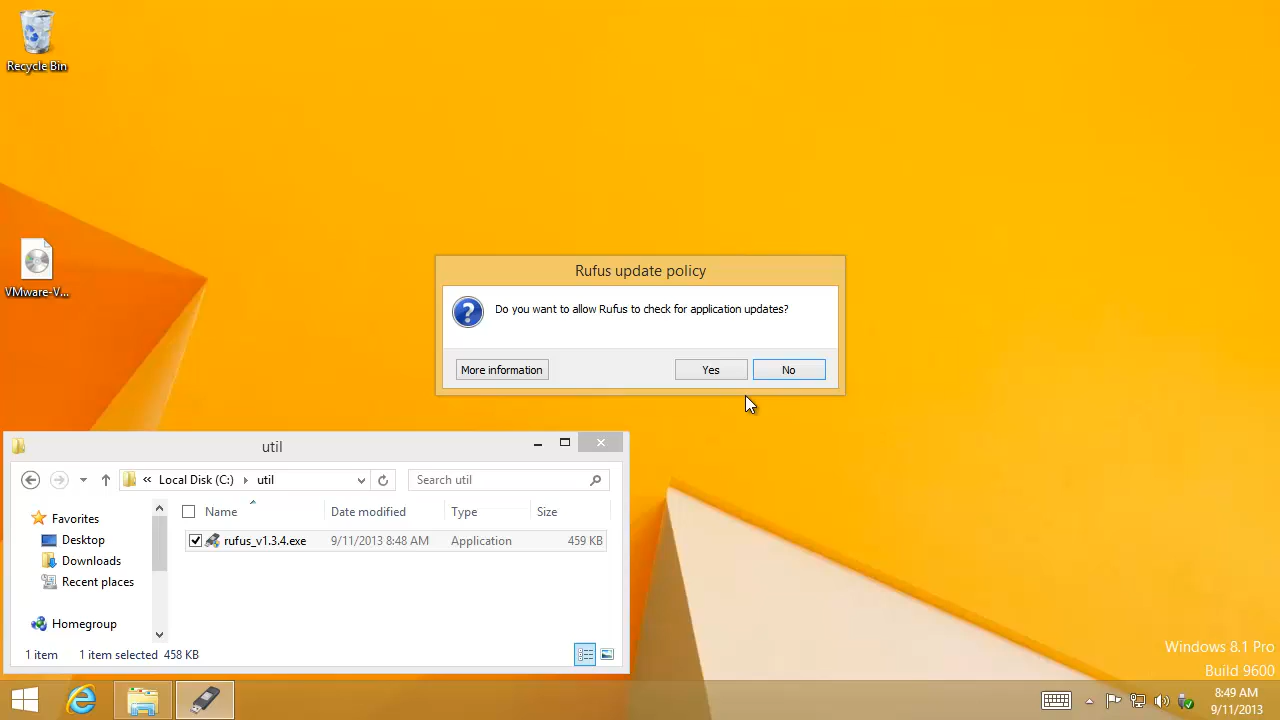 Recycle Bin
VMware-V...
Rufus update policy
?
Do you want to allow Rufus to check for application updates?
More information
Yes
No
util
« Local Disk (C:) util
Search util
Name
Date modified
Type
Size
rufus_v1.3.4.exe
9/11/2013 8:48 AM
Application
459 KB
Favorites
Desktop
Downloads
Recent places
Homegroup
1 item
1 item selected 458 KB
Windows 8.1 Pro
Build 9600
8:49 AM
9/11/2013